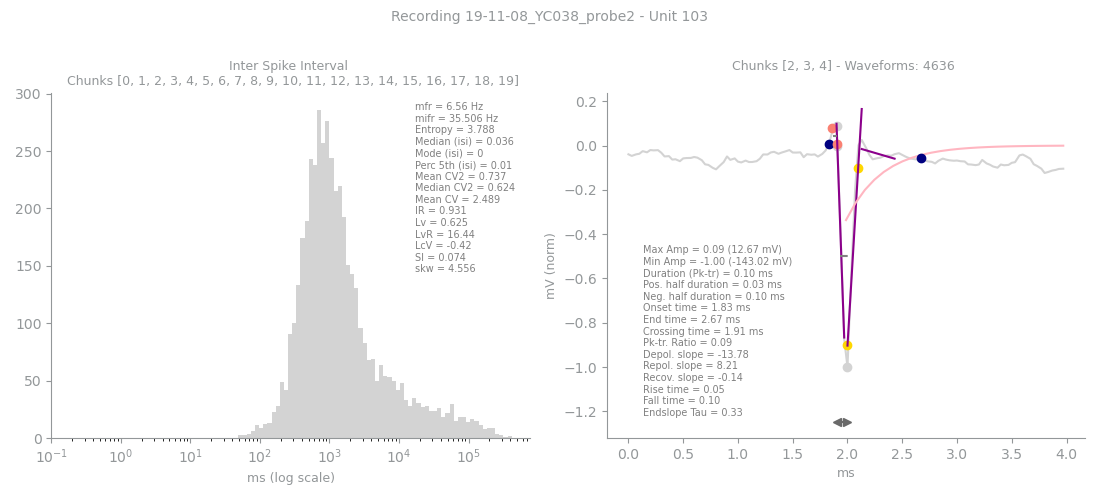 Recording 19-11-08_YC038_probe2 - Unit 103
Inter Spike Interval
Chunks [0, 1, 2, 3, 4, 5, 6, 7, 8, 9, 10, 11, 12, 13, 14, 15, 16, 17, 18, 19]
300
250
200
150
100
50
0
mfr = 6.56 Hz
mifr = 35.506 Hz
Entropy = 3.788
Median (isi) = 0.036
Mode (isi) = 0
Perc 5th (isi) = 0.01
Mean CV2 = 0.737
Median CV2 = 0.624
Mean CV = 2.489
IR = 0.931
Lv = 0.625
LvR = 16.44
LcV = -0.42
SI = 0.074
skw = 4.556
10⁻¹ 10⁰ 10¹ 10² 10³ 10⁴ 10⁵
ms (log scale)
Chunks [2, 3, 4] - Waveforms: 4636
mV (norm)
0.2
0.0
−0.2
−0.4
−0.6
−0.8
−1.0
−1.2
Max Amp = 0.09 (12.67 mV)
Min Amp = -1.00 (-143.02 mV)
Duration (Pk-tr) = 0.10 ms
Pos. half duration = 0.03 ms
Neg. half duration = 0.10 ms
Onset time = 1.83 ms
End time = 2.67 ms
Crossing time = 1.91 ms
Pk-tr. Ratio = 0.09
Depol. slope = -13.78
Repol. slope = 8.21
Recov. slope = -0.14
Rise time = 0.05
Fall time = 0.10
Endslope Tau = 0.33
0.0 0.5 1.0 1.5 2.0 2.5 3.0 3.5 4.0
ms